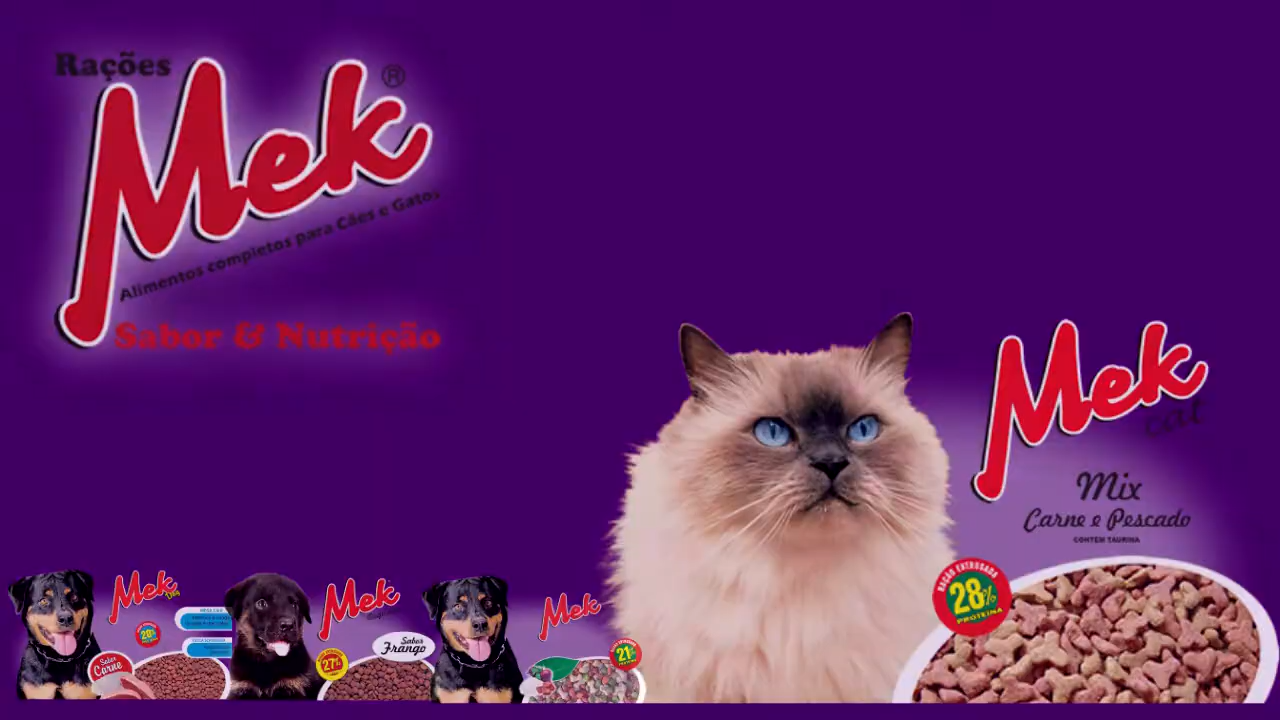 Rações
Mek®
Alimentos completos para Cães e Gatos
Sabor & Nutrição
Mek
cat
Mix
Carne e Pescado
CONTÉM TAURINA
RAÇÃO EXTRUSADA
28%
PROTEÍNA
Mek
Dog
Sabor
Carne
Mek
27%
Sabor
Frango
Mek
21%